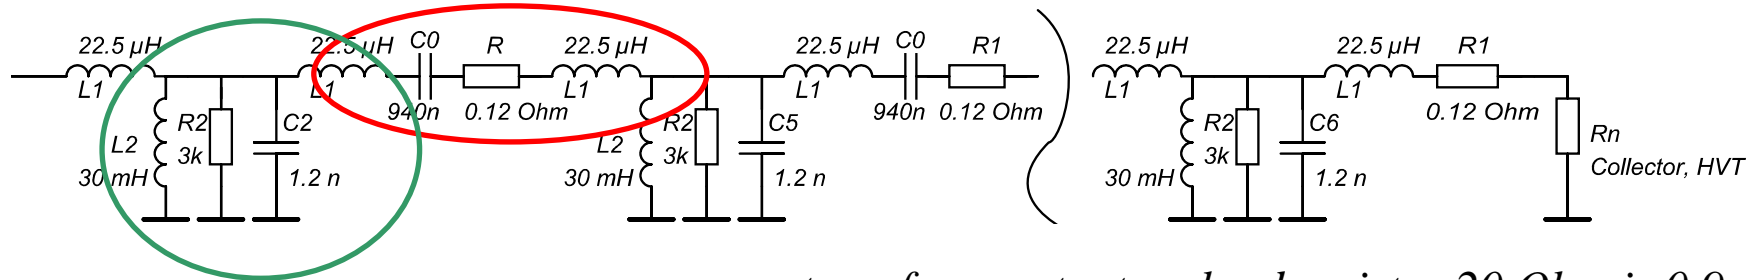 22.5 µH
L1
L2
30 mH
R2
3k
C2
1.2 n
22.5 µH
L1
C0
940n
R
0.12 Ohm
22.5 µH
L1
L2
30 mH
R2
3k
C5
1.2 n
22.5 µH
L1
C0
940n
R1
0.12 Ohm
22.5 µH
L1
30 mH
R2
3k
C6
1.2 n
22.5 µH
L1
R1
0.12 Ohm
Rn
Collector, HVT